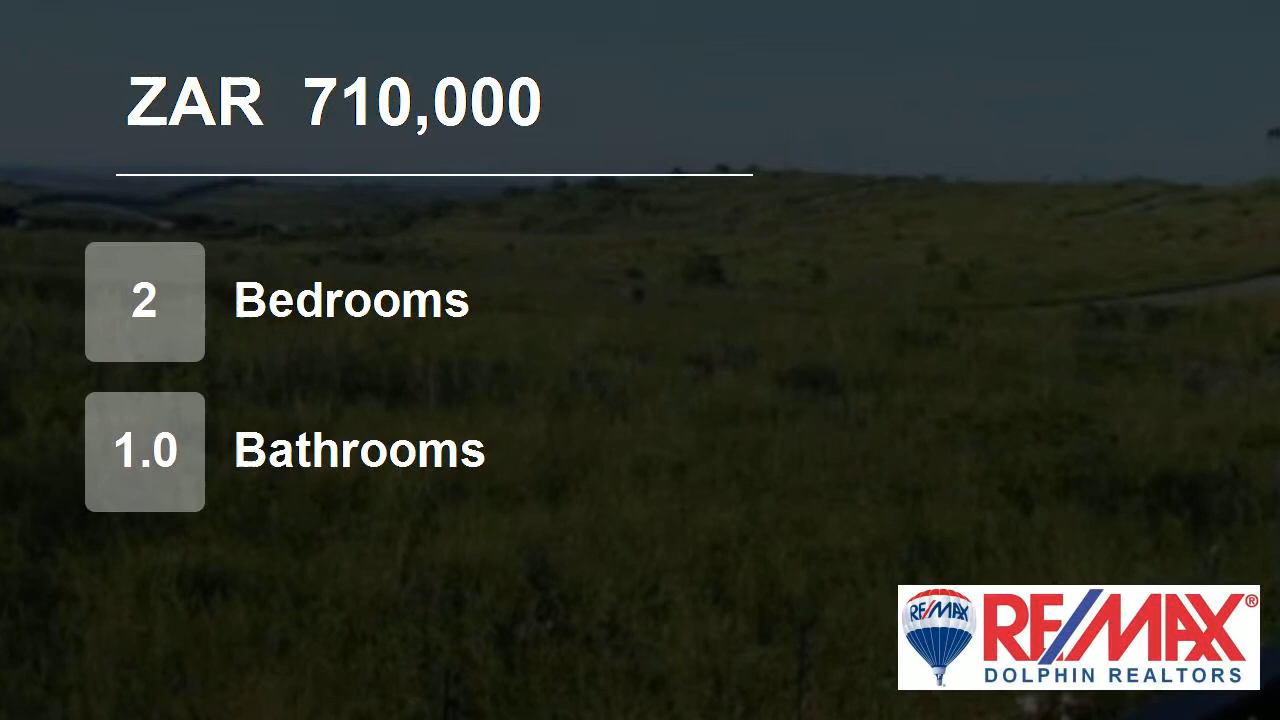 ZAR 710,000
2 Bedrooms
1.0 Bathrooms
RE/MAX
RE/MAX®
DOLPHIN REALTORS